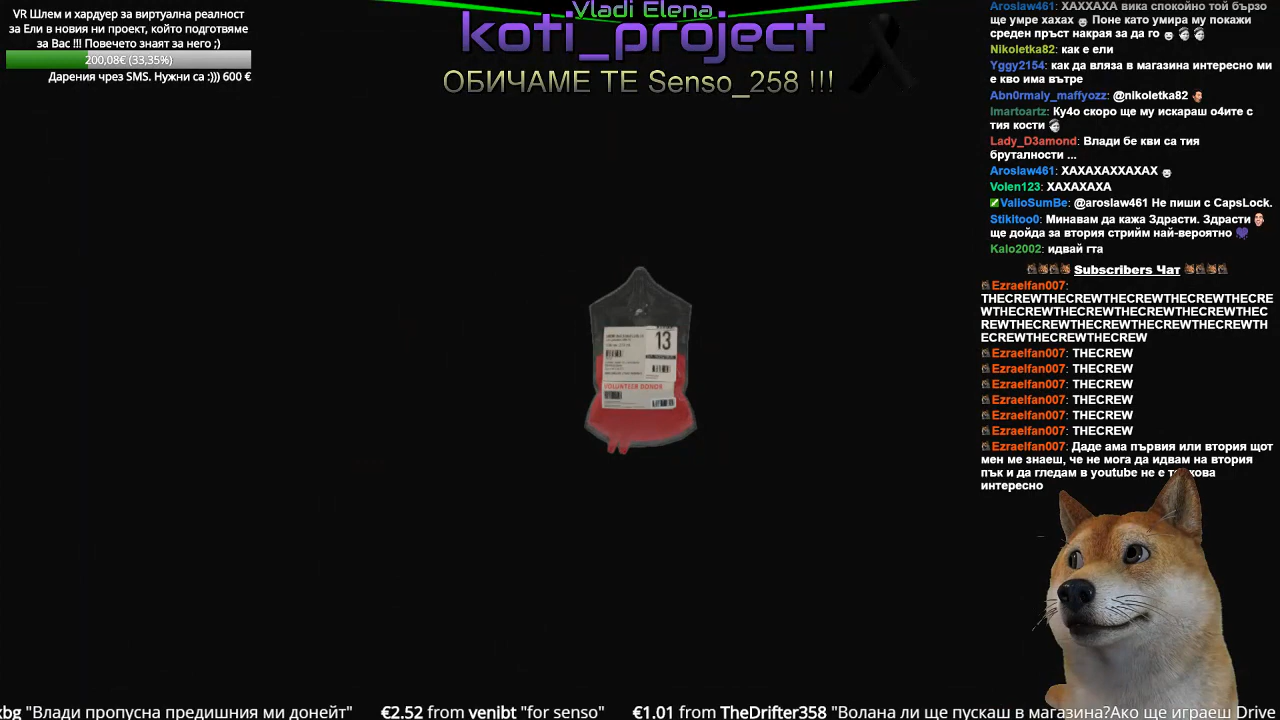 VR Шлем и хардуер за виртуална реалност
за Ели в новия ни проект, който подготвяме
за Вас !!! Повечето знаят за него ;)
200,08€ (33,35%)
Дарения чрез SMS. Нужни са :))) 600 €
Vladi Elena
koti_project
ОБИЧАМЕ ТЕ Senso_258 !!!
Aroslaw461: ХАХХАХА вика спокойно той бързо
ще умре хахах Пого като умира му покажи
среден пръст накрая за да го
Nikoletka82: как е ели
Yggy2154: как да вляза в магазина интересно ми
е кво има вътре
Abn0rmaly_maffyozz: @nikoletka82
Imartoartz: Ку4о скоро ще му искараш о4ите с
тия кости
Lady_D3amond: Влади бе кви са тия
бруталности ...
Aroslaw461: ХАХАХАХХАХАХ
Volen123: ХАХАХАХА
ValioSumBe: @aroslaw461 Не пиши с CapsLock.
Stikitoo0: Минавам да кажа Здрасти. Здрасти
ще дойда за втория стрийм най-вероятно
Kalo2002: идвай гта
Subscribers Чат
Ezraelfan007:
THECREWTHECREWTHECREWTHECREWTHECRE
WTHECREWTHECREWTHECREWTHECREWTHEC
REWTHECREWTHECREWTHECREWTHECREWTH
ECREWTHECREWTHECREW
Ezraelfan007: THECREW
Ezraelfan007: THECREW
Ezraelfan007: THECREW
Ezraelfan007: THECREW
Ezraelfan007: THECREW
Ezraelfan007: THECREW
Ezraelfan007: Даде ама първия или втория щот
мен ме знаеш, че не мога да идвам на втория
пък и да гледам в youtube не е
интересно
13
VOLUNTEER DONOR
xbg "Влади пропусна предишния ми донейт" €2.52 from venibt "for senso" €1.01 from TheDrifter358 "Волана ли ще пускаш в магазина?Ако ще играеш Drive